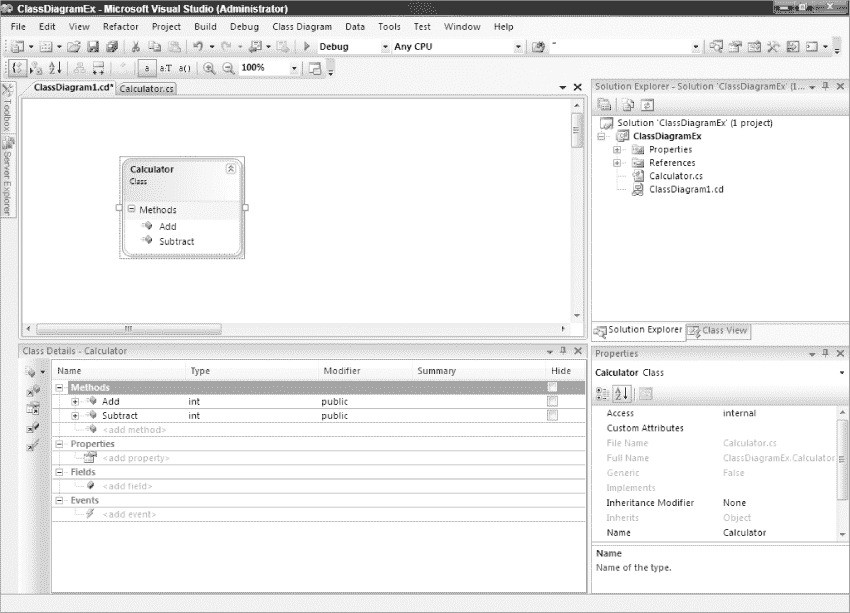 ClassDiagramEx - Microsoft Visual Studio (Administrator)
File Edit View Refactor Project Build Debug Class Diagram Data Tools Test Window Help
Debug Any CPU
a a:T a() 100%
Toolbox
Server Explorer
ClassDiagram1.cd* Calculator.cs
Calculator
Class
Methods
Add
Subtract
Solution Explorer - Solution 'ClassDiagramEx' (1...
Solution 'ClassDiagramEx' (1 project)
ClassDiagramEx
Properties
References
Calculator.cs
ClassDiagram1.cd
Solution Explorer Class View
Class Details - Calculator
Name Type Modifier Summary Hide
Methods
Add int public
Subtract int public
<add method>
Properties
<add property>
Fields
<add field>
Events
<add event>
Properties
Calculator Class
Access internal
Custom Attributes
File Name Calculator.cs
Full Name ClassDiagramEx.Calculator
Generic False
Implements
Inheritance Modifier None
Inherits Object
Name Calculator
Name
Name of the type.